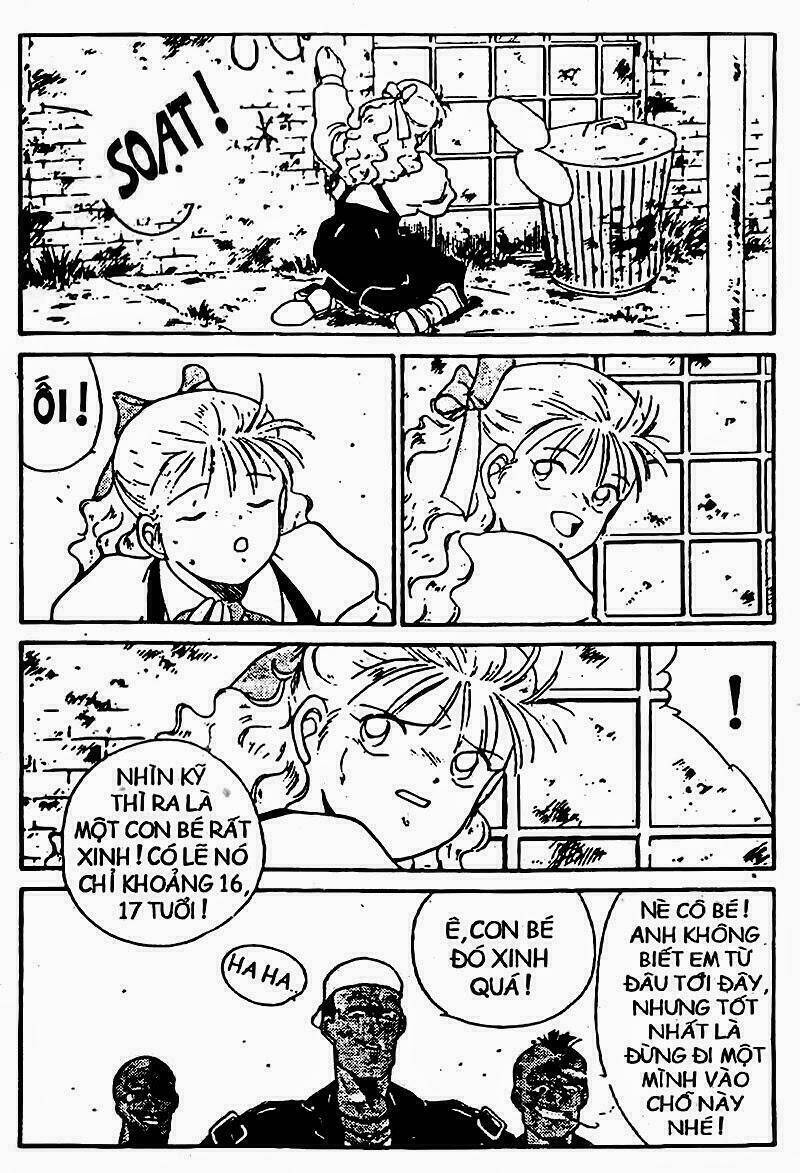 SOẠT!
ỐI!
!
NHÌN KỸ
THÌ RA LÀ
MỘT CON BÉ RẤT
XINH! CÓ LẼ NÓ
CHỈ KHOẢNG 16,
17 TUỔI!
HA HA..
Ê, CON BÉ
ĐÓ XINH
QUÁ!
NÈ CÔ BÉ!
ANH KHÔNG
BIẾT EM TỪ
ĐÂU TỚI ĐÂY,
NHƯNG TỐT
NHẤT LÀ
ĐỪNG ĐI MỘT
MÌNH VÀO
CHỖ NÀY
NHÉ!